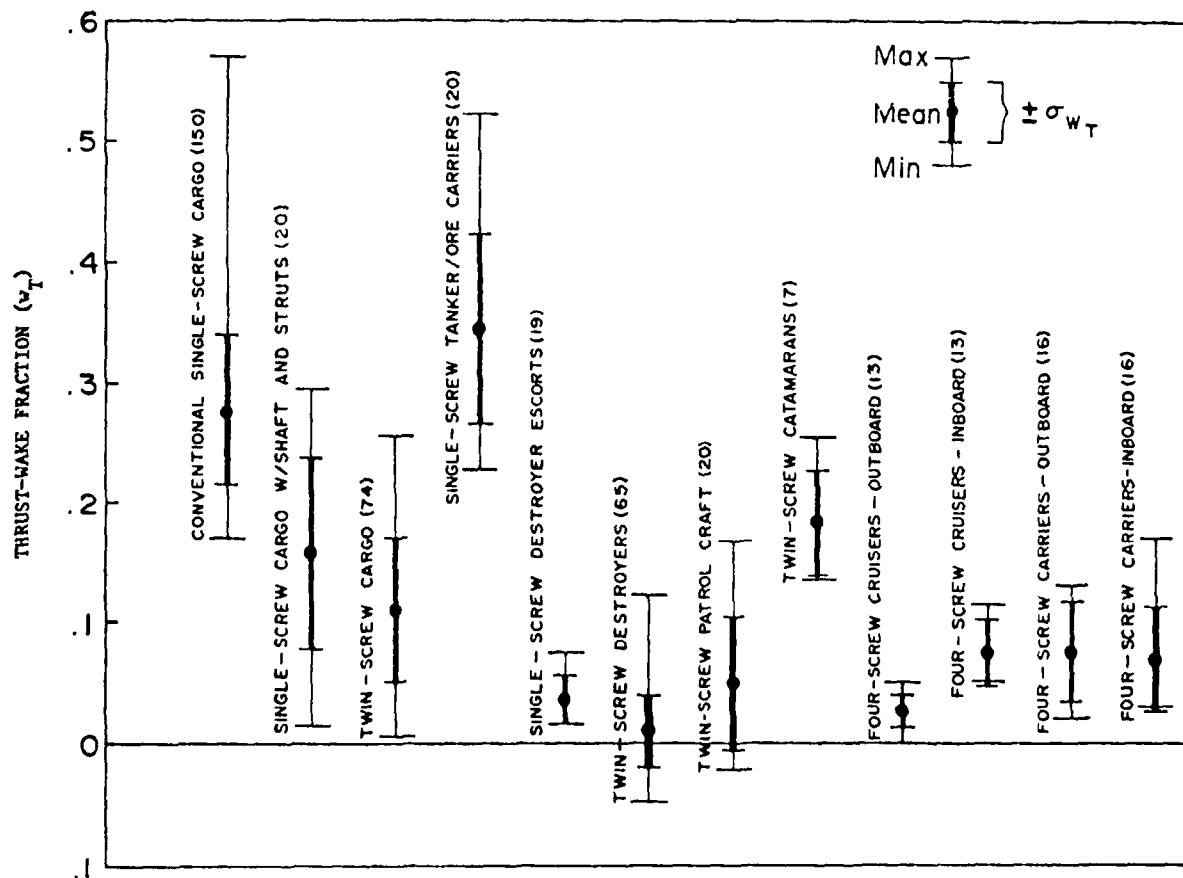 .6
.5
.4
.3
.2
.1
0
.1
THRUST-WAKE FRACTION (wT)
CONVENTIONAL SINGLE-SCREW CARGO (150)
SINGLE-SCREW CARGO W/SHAFT AND STRUTS (20)
TWIN-SCREW CARGO (74)
SINGLE-SCREW TANKER/ORE CARRIERS (20)
SINGLE-SCREW DESTROYER ESCORTS (19)
TWIN-SCREW DESTROYERS (65)
TWIN-SCREW PATROL CRAFT (20)
TWIN-SCREW CATAMARANS (7)
FOUR-SCREW CRUISERS-OUTBOARD (13)
FOUR-SCREW CRUISERS-INBOARD (13)
FOUR-SCREW CARRIERS-OUTBOARD (16)
FOUR-SCREW CARRIERS-INBOARD (16)
Max
Mean } ± σWT
Min